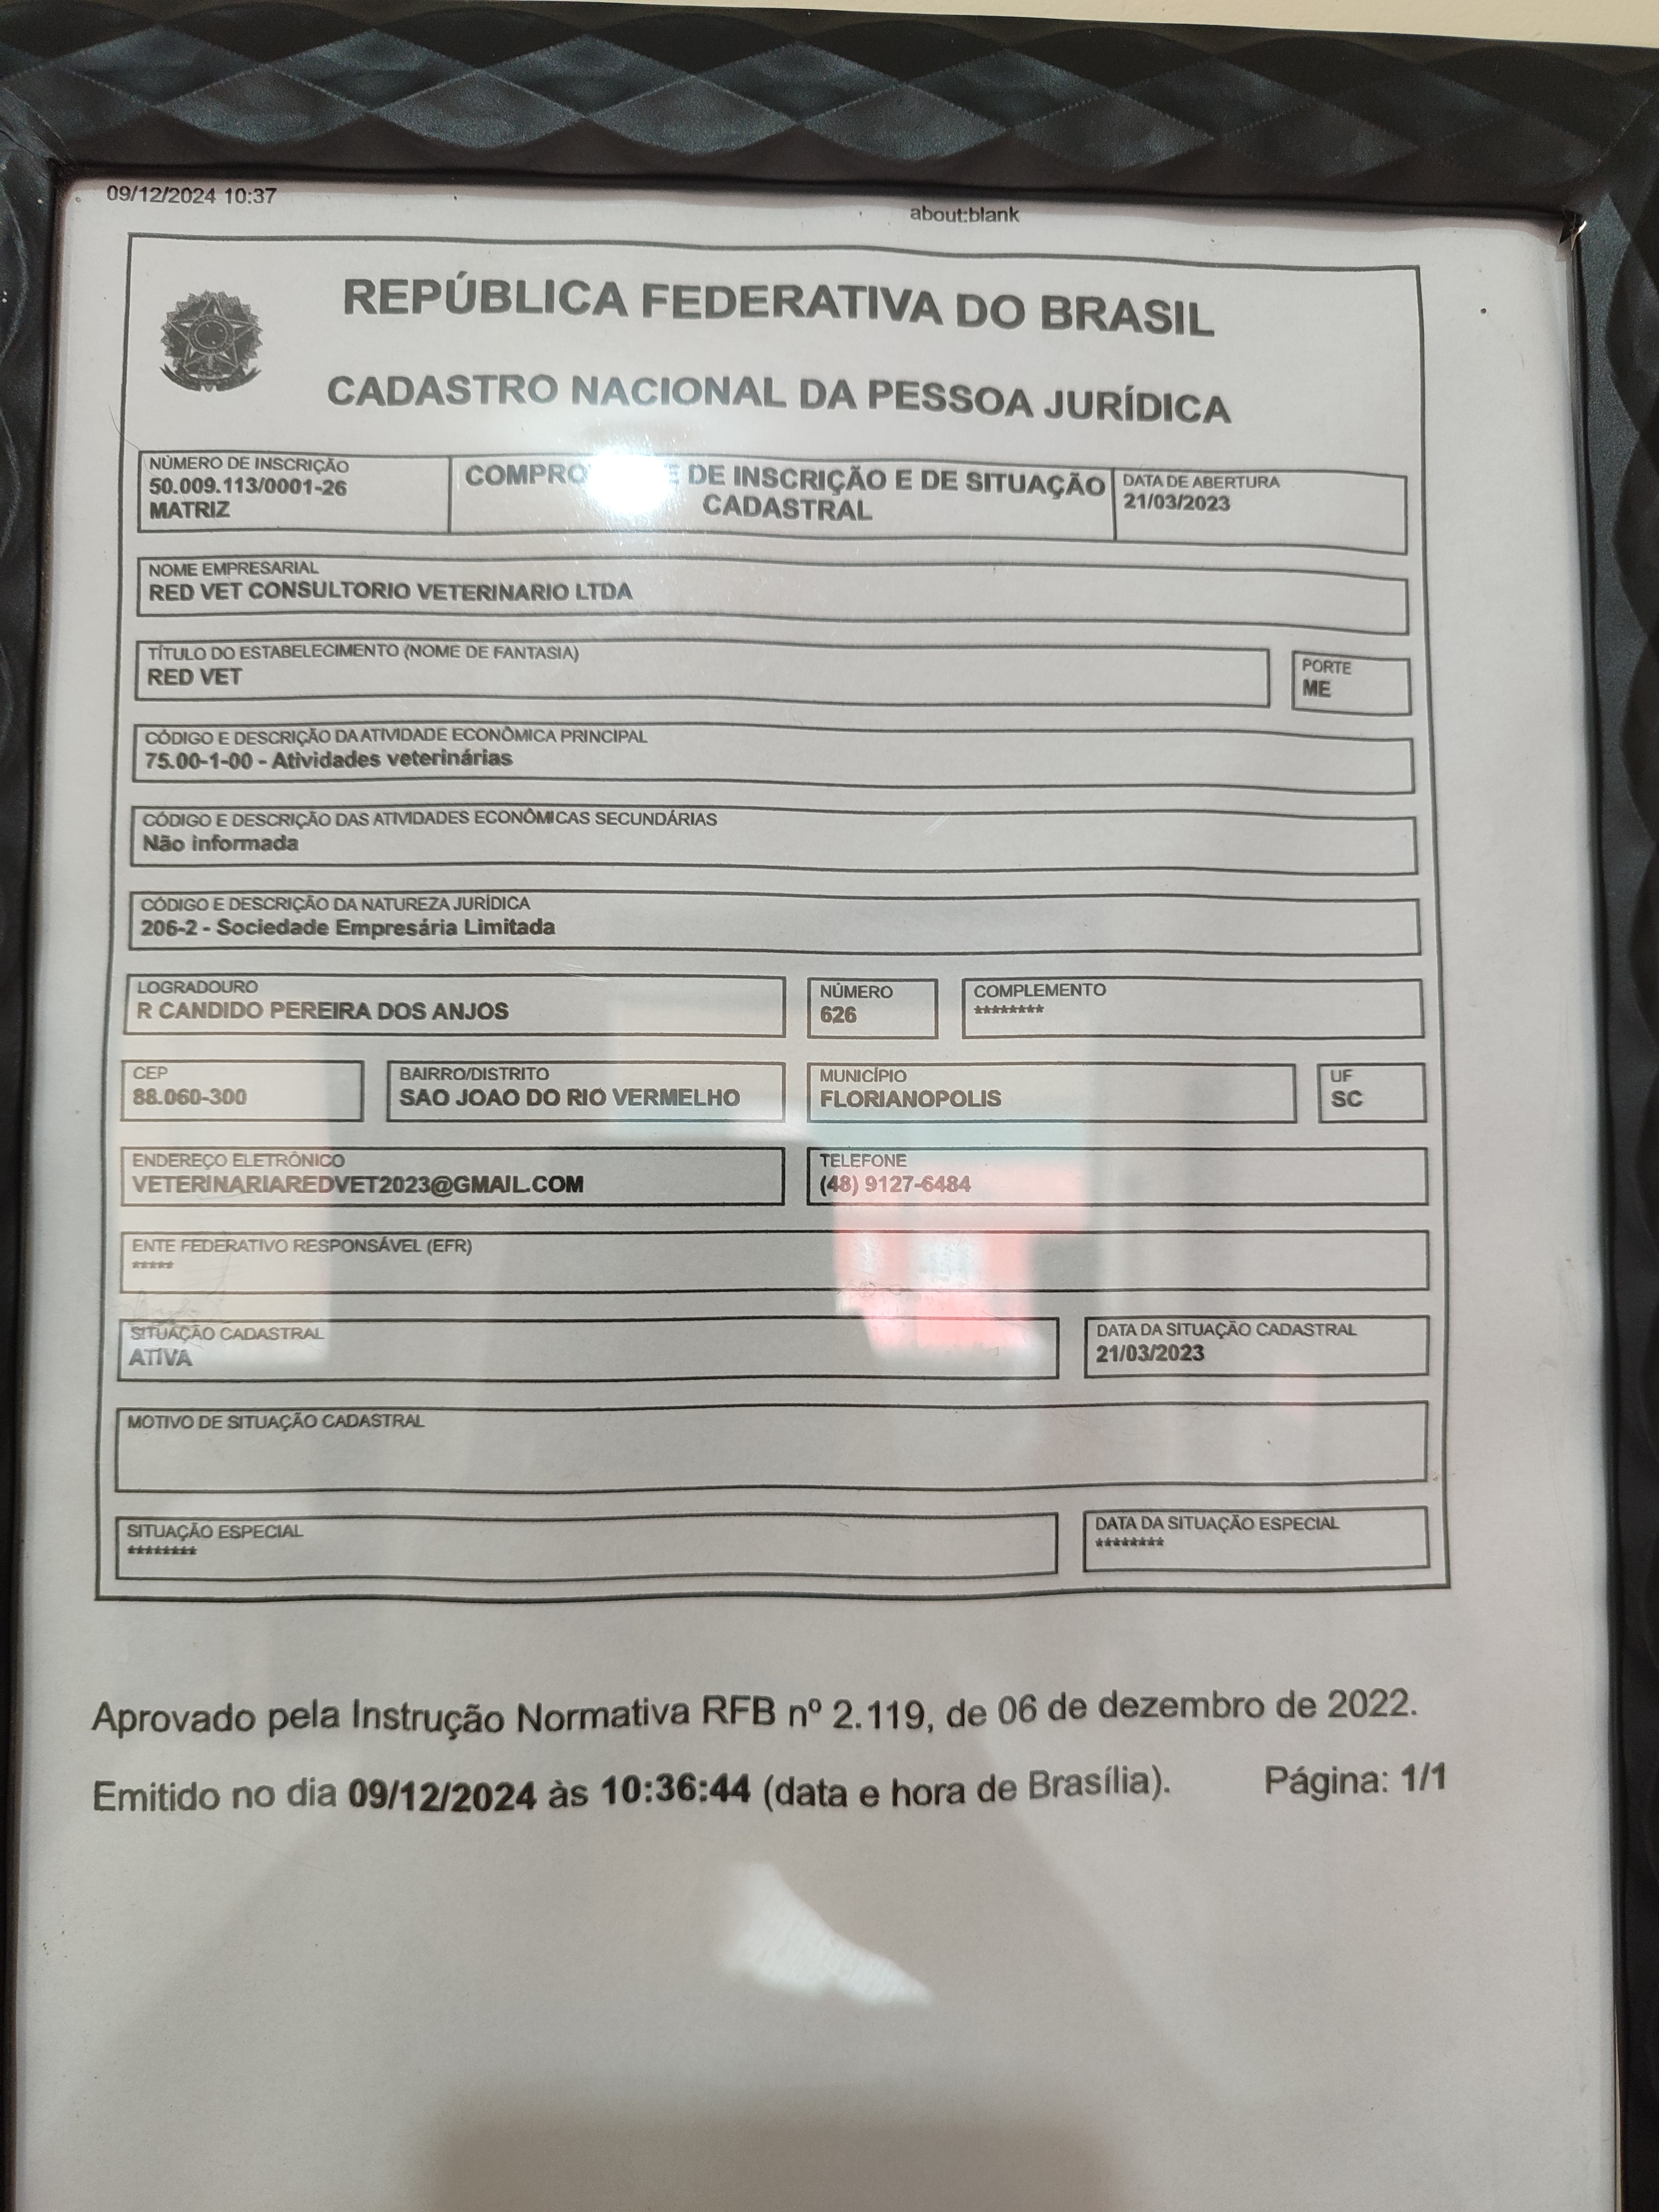 09/12/2024 10:37
about:blank
REPÚBLICA FEDERATIVA DO BRASIL
CADASTRO NACIONAL DA PESSOA JURÍDICA
NÚMERO DE INSCRIÇÃO
50.009.113/0001-26
MATRIZ
DE INSCRIÇÃO E DE SITUAÇÃO
CADASTRAL
DATA DE ABERTURA
21/03/2023
NOME EMPRESARIAL
RED VET CONSULTORIO VETERINARIO LTDA
TÍTULO DO ESTABELECIMENTO (NOME DE FANTASIA)
RED VET
PORTE
ME
CÓDIGO E DESCRIÇÃO DA ATIVIDADE ECONÔMICA PRINCIPAL
75.00-1-00 - Atividades veterinárias
CÓDIGO E DESCRIÇÃO DAS ATIVIDADES ECONÔMICAS SECUNDÁRIAS
Não informada
CÓDIGO E DESCRIÇÃO DA NATUREZA JURÍDICA
206-2 - Sociedade Empresária Limitada
LOGRADOURO
R CANDIDO PEREIRA DOS ANJOS
NÚMERO
626
COMPLEMENTO
********
CEP
88.060-300
BAIRRO/DISTRITO
SAO JOAO DO RIO VERMELHO
MUNICÍPIO
FLORIANOPOLIS
UF
SC
ENDEREÇO ELETRÔNICO
VETERINARIAREDVET2023@GMAIL.COM
TELEFONE
(48) 9127-6484
ENTE FEDERATIVO RESPONSÁVEL (EFR)
*****
SITUAÇÃO CADASTRAL
ATIVA
DATA DA SITUAÇÃO CADASTRAL
21/03/2023
MOTIVO DE SITUAÇÃO CADASTRAL
SITUAÇÃO ESPECIAL
********
DATA DA SITUAÇÃO ESPECIAL
********
Aprovado pela Instrução Normativa RFB nº 2.119, de 06 de dezembro de 2022.
Emitido no dia 09/12/2024 às 10:36:44 (data e hora de Brasília). Página: 1/1